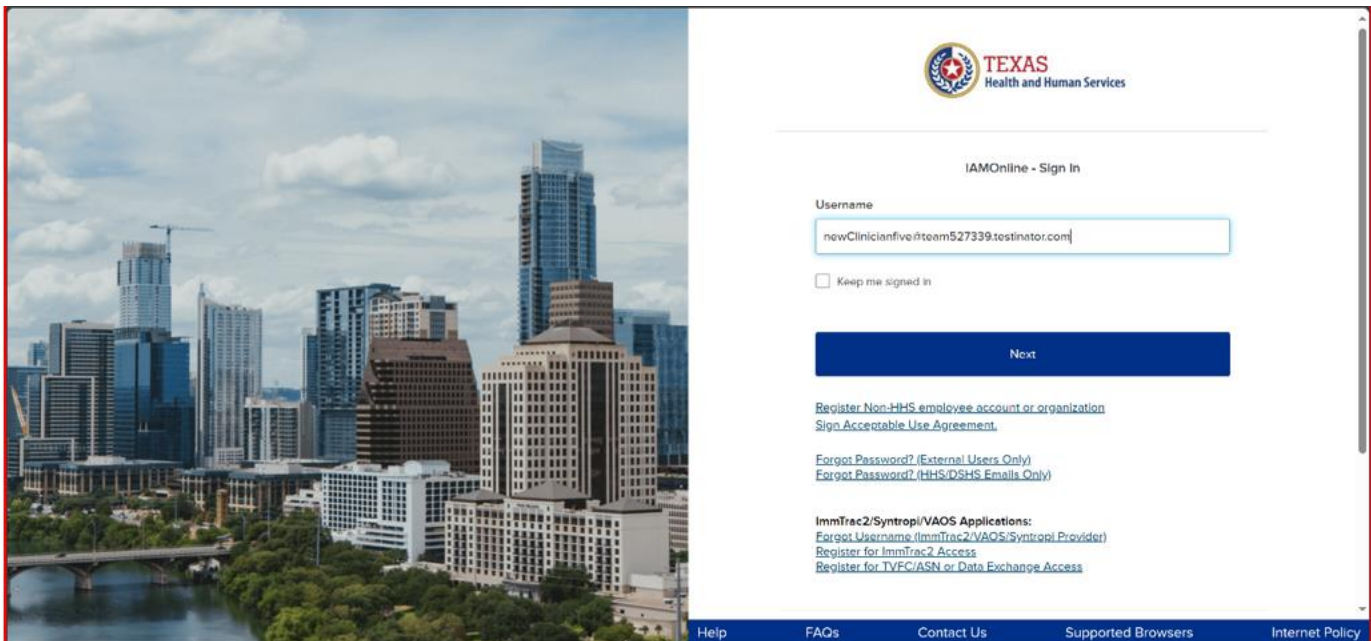 TEXAS
Health and Human Services
IAMOnline - Sign In
Username
newClinicianfive@team527339.testinator.com
Keep me signed in
Next
Register Non-HHS employee account or organization
Sign Acceptable Use Agreement.
Forgot Password? (External Users Only)
Forgot Password? (HHS/DSHS Emails Only)
ImmTrac2/Syntropi/VAOS Applications:
Forgot Username (ImmTrac2/VAOS/Syntropi Provider)
Register for ImmTrac2 Access
Register for TVFC/ASN or Data Exchange Access
Help FAQs Contact Us Supported Browsers Internet Policy